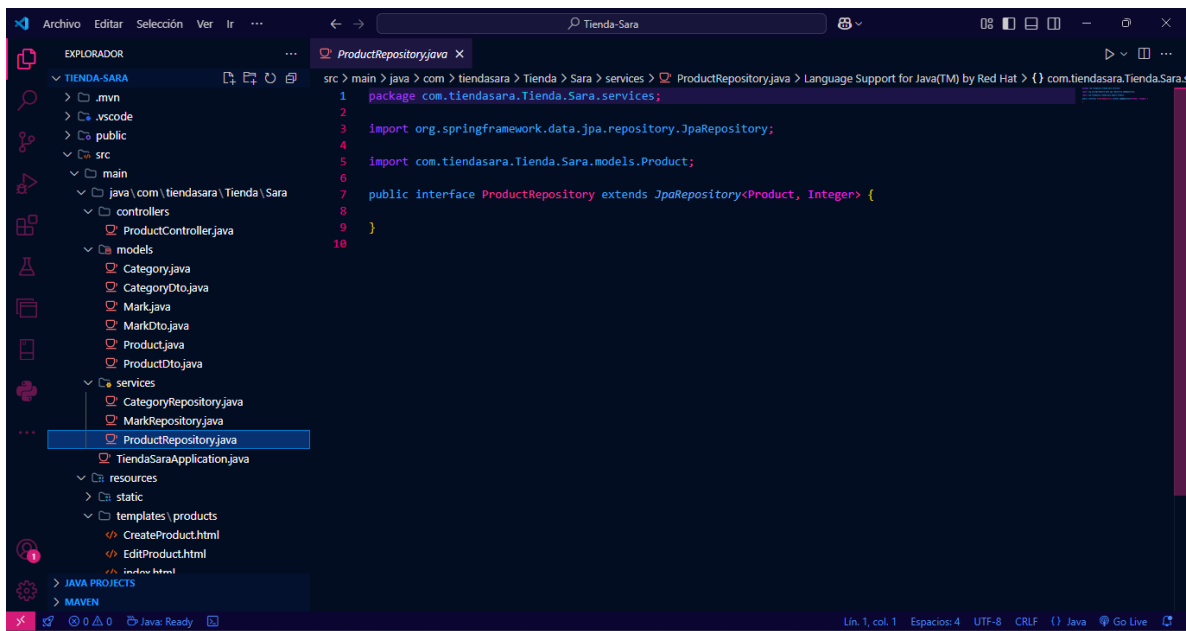 Archivo Editar Selección Ver Ir ···
Tienda-Sara
EXPLORADOR
TIENDA-SARA
.mvn
.vscode
public
src
main
java\com\tiendasara\Tienda\Sara
controllers
ProductController.java
models
Category.java
CategoryDto.java
Mark.java
MarkDto.java
Product.java
ProductDto.java
services
CategoryRepository.java
MarkRepository.java
ProductRepository.java
TiendaSaraApplication.java
resources
static
templates\products
CreateProduct.html
EditProduct.html
index.html
JAVA PROJECTS
MAVEN
ProductRepository.java
src > main > java > com > tiendasara > Tienda > Sara > services > ProductRepository.java > Language Support for Java(TM) by Red Hat > {} com.tiendasara.Tienda.Sara.s
1 package com.tiendasara.Tienda.Sara.services;
2
3 import org.springframework.data.jpa.repository.JpaRepository;
4
5 import com.tiendasara.Tienda.Sara.models.Product;
6
7 public interface ProductRepository extends JpaRepository<Product, Integer> {
8
9 }
10
1
0 0 Java: Ready
Lín. 1, col. 1 Espacios: 4 UTF-8 CRLF {} Java Go Live